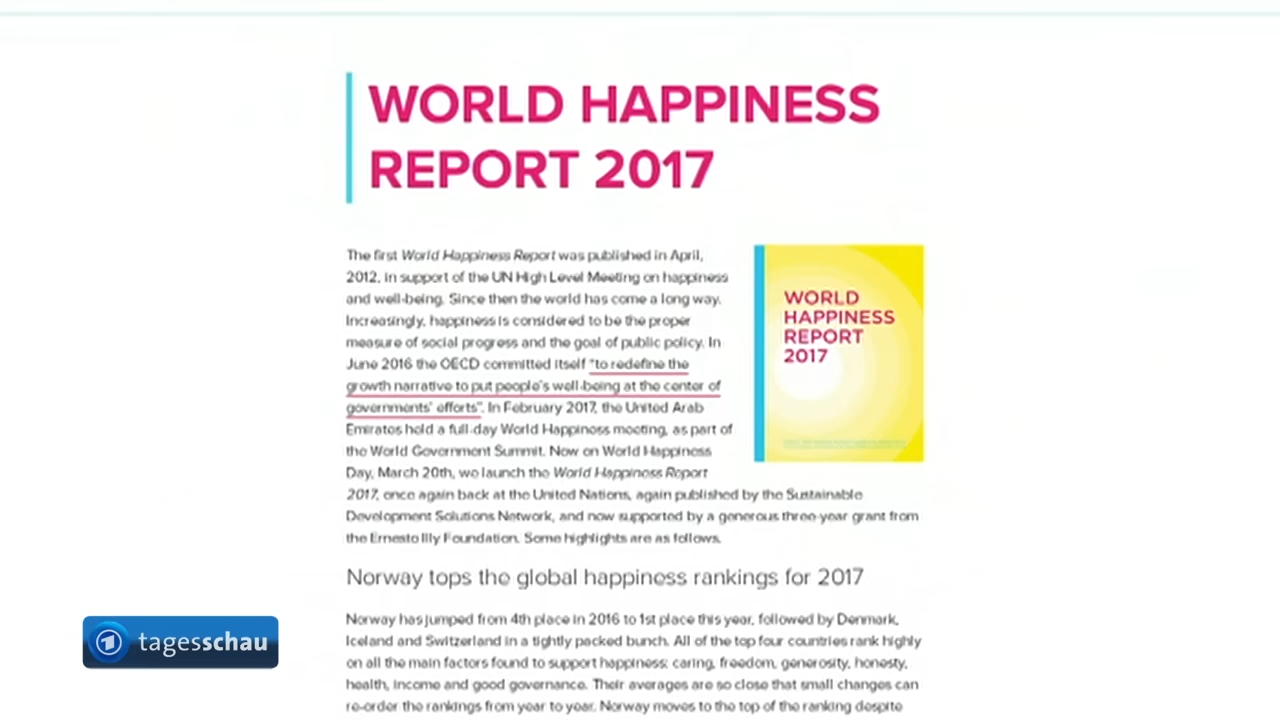 WORLD HAPPINESS
REPORT 2017
The first World Happiness Report was published in April,
2012, in support of the UN High Level Meeting on happiness
and well-being. Since then the world has come a long way.
Increasingly, happiness is considered to be the proper
measure of social progress and the goal of public policy. In
June 2016 the OECD committed itself "to redefine the
growth narrative to put people's well-being at the center of
governments' efforts". In February 2017, the United Arab
Emirates held a full-day World Happiness meeting, as part of
the World Government Summit. Now on World Happiness
Day, March 20th, we launch the World Happiness Report
2017, once again back at the United Nations, again published by the Sustainable
Development Solutions Network, and now supported by a generous three-year grant from
the Ernesto Illy Foundation. Some highlights are as follows.
WORLD
HAPPINESS
REPORT
2017
Norway tops the global happiness rankings for 2017
Norway has jumped from 4th place in 2016 to 1st place this year, followed by Denmark,
Iceland and Switzerland in a tightly packed bunch. All of the top four countries rank highly
on all the main factors found to support happiness: caring, freedom, generosity, honesty,
health, income and good governance. Their averages are so close that small changes can
re-order the rankings from year to year. Norway moves to the top of the ranking despite
tagesschau